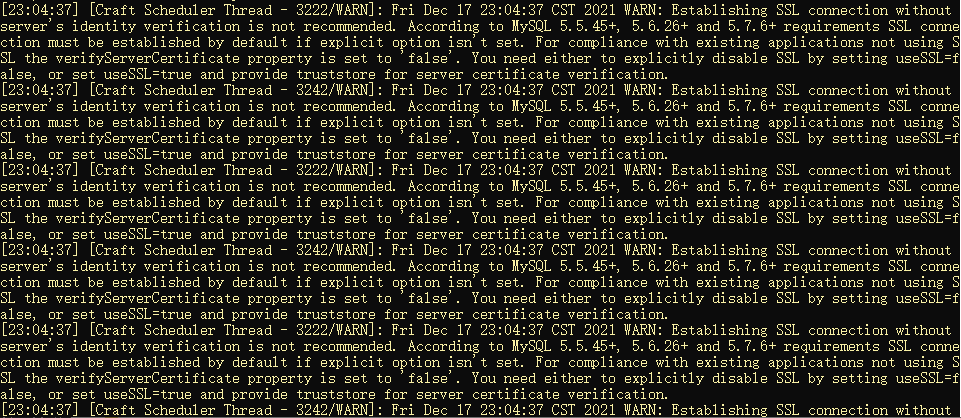 [23:04:37] [Craft Scheduler Thread - 3222/WARN]: Fri Dec 17 23:04:37 CST 2021 WARN: Establishing SSL connection without
server's identity verification is not recommended. According to MySQL 5.5.45+, 5.6.26+ and 5.7.6+ requirements SSL conne
ction must be established by default if explicit option isn't set. For compliance with existing applications not using S
SL the verifyServerCertificate property is set to 'false'. You need either to explicitly disable SSL by setting useSSL=f
alse, or set useSSL=true and provide truststore for server certificate verification.
[23:04:37] [Craft Scheduler Thread - 3242/WARN]: Fri Dec 17 23:04:37 CST 2021 WARN: Establishing SSL connection without
server's identity verification is not recommended. According to MySQL 5.5.45+, 5.6.26+ and 5.7.6+ requirements SSL conne
ction must be established by default if explicit option isn't set. For compliance with existing applications not using S
SL the verifyServerCertificate property is set to 'false'. You need either to explicitly disable SSL by setting useSSL=f
alse, or set useSSL=true and provide truststore for server certificate verification.
[23:04:37] [Craft Scheduler Thread - 3222/WARN]: Fri Dec 17 23:04:37 CST 2021 WARN: Establishing SSL connection without
server's identity verification is not recommended. According to MySQL 5.5.45+, 5.6.26+ and 5.7.6+ requirements SSL conne
ction must be established by default if explicit option isn't set. For compliance with existing applications not using S
SL the verifyServerCertificate property is set to 'false'. You need either to explicitly disable SSL by setting useSSL=f
alse, or set useSSL=true and provide truststore for server certificate verification.
[23:04:37] [Craft Scheduler Thread - 3242/WARN]: Fri Dec 17 23:04:37 CST 2021 WARN: Establishing SSL connection without
server's identity verification is not recommended. According to MySQL 5.5.45+, 5.6.26+ and 5.7.6+ requirements SSL conne
ction must be established by default if explicit option isn't set. For compliance with existing applications not using S
SL the verifyServerCertificate property is set to 'false'. You need either to explicitly disable SSL by setting useSSL=f
alse, or set useSSL=true and provide truststore for server certificate verification.
[23:04:37] [Craft Scheduler Thread - 3222/WARN]: Fri Dec 17 23:04:37 CST 2021 WARN: Establishing SSL connection without
server's identity verification is not recommended. According to MySQL 5.5.45+, 5.6.26+ and 5.7.6+ requirements SSL conne
ction must be established by default if explicit option isn't set. For compliance with existing applications not using S
SL the verifyServerCertificate property is set to 'false'. You need either to explicitly disable SSL by setting useSSL=f
alse, or set useSSL=true and provide truststore for server certificate verification.
[23:04:37] [Craft Scheduler Thread - 3242/WARN]: Fri Dec 17 23:04:37 CST 2021 WARN: Establishing SSL connection without